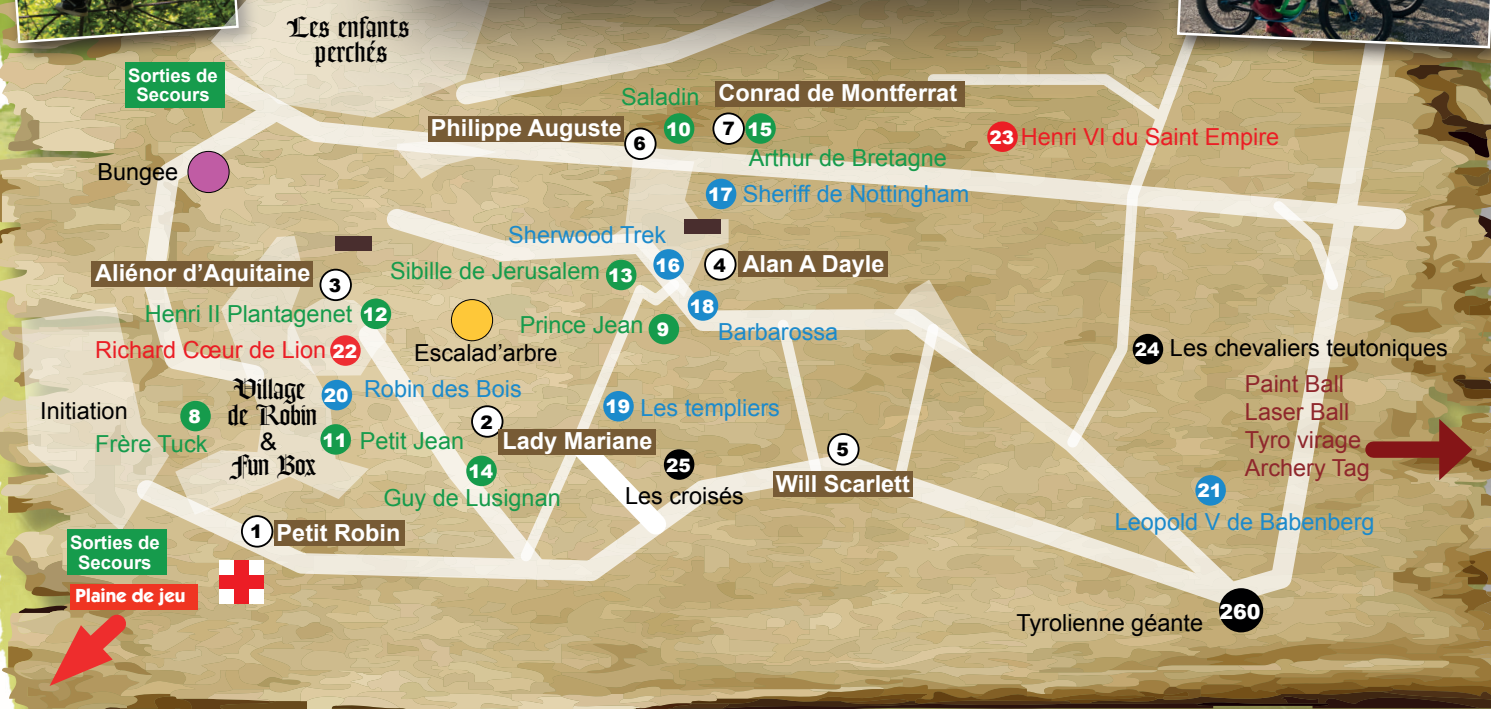 Les enfants
perchés
Sorties de
Secours
Saladin
Conrad de Montferrat
Philippe Auguste
6
10
7
15
Arthur de Bretagne
23 Henri VI du Saint Empire
Bungee
17 Sheriff de Nottingham
Sherwood Trek
16
Aliénor d'Aquitaine
3
Sibille de Jerusalem 13
4 Alan A Dayle
Henri II Plantagenet 12
18
Barbarossa
Prince Jean 9
Escalad'arbre
Richard Cœur de Lion 22
24 Les chevaliers teutoniques
Village
de Robin
&
Fun Box
20 Robin des Bois
Initiation
8
Frère Tuck
11 Petit Jean
2
Lady Mariane
19 Les templiers
Paint Ball
Laser Ball
Tyro virage
Archery Tag
14
Guy de Lusignan
25
Les croisés
5
Will Scarlett
21
Leopold V de Babenberg
1 Petit Robin
Sorties de
Secours
Plaine de jeu
Tyrolienne géante 260